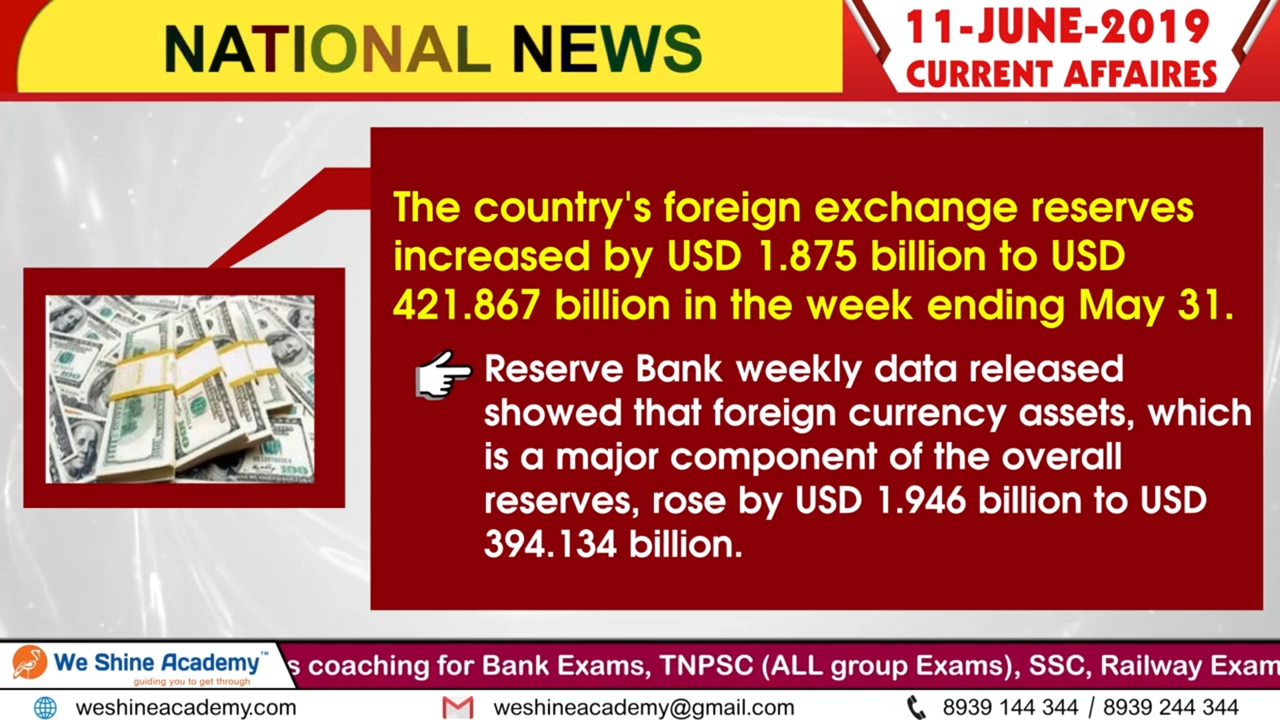 NATIONAL NEWS
11-JUNE-2019
CURRENT AFFAIRES
The country's foreign exchange reserves
increased by USD 1.875 billion to USD
421.867 billion in the week ending May 31.
Reserve Bank weekly data released
showed that foreign currency assets, which
is a major component of the overall
reserves, rose by USD 1.946 billion to USD
394.134 billion.
We Shine Academy™
guiding you to get through
s coaching for Bank Exams, TNPSC (ALL group Exams), SSC, Railway Exam
weshineacademy.com
weshineacademy@gmail.com
8939 144 344 / 8939 244 344